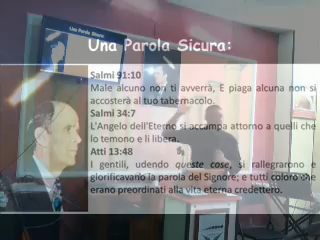 Una Parola Sicura
Una Parola Sicura:
Salmi 91:10
Male alcuno non ti avverrà, E piaga alcuna non si
accosterà al tuo tabernacolo.
Salmi 34:7
L'Angelo dell'Eterno si accampa attorno a quelli che
lo temono e li libera.
Atti 13:48
I gentili, udendo queste cose, si rallegrarono e
glorificavano la parola del Signore; e tutti coloro che
erano preordinati alla vita eterna credettero.